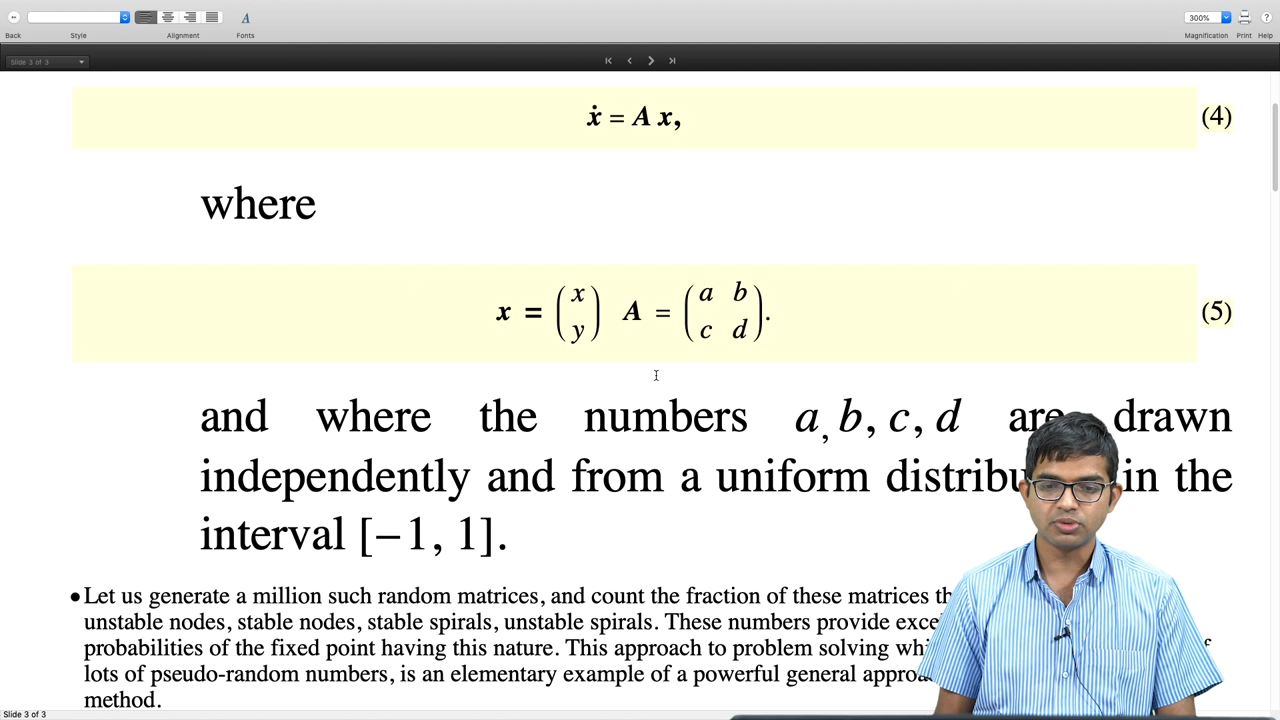 Back Style Alignment Fonts 300% Magnification Print Help
Slide 3 of 3
ẋ = A x, (4)
where
x = ( x y ) A = ( a b c d ). (5)
and where the numbers a, b, c, d are drawn
independently and from a uniform distribu in the
interval [−1, 1].
• Let us generate a million such random matrices, and count the fraction of these matrices
unstable nodes, stable nodes, stable spirals, unstable spirals. These numbers provide
probabilities of the fixed point having this nature. This approach to problem solving
lots of pseudo-random numbers, is an elementary example of a powerful general
method.
Slide 3 of 3